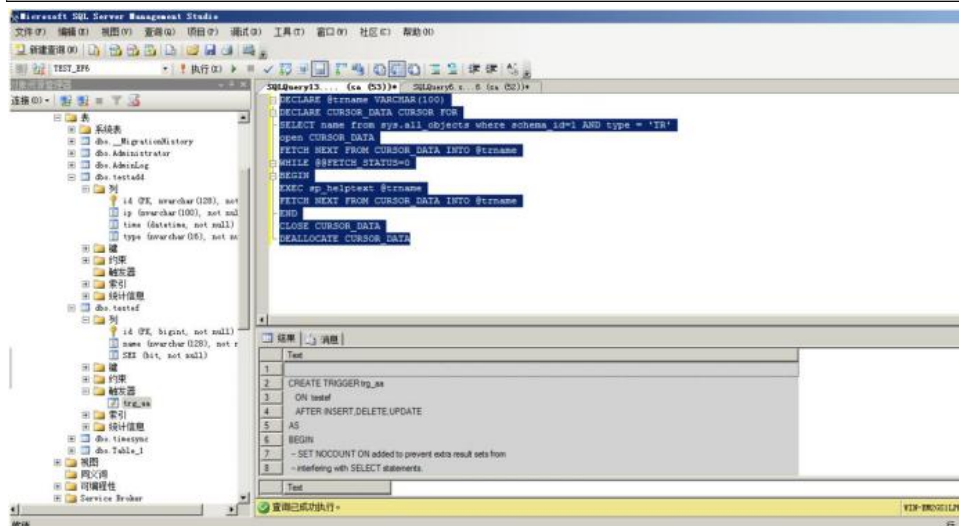 Microsoft SQL Server Management Studio
文件(F) 编辑(E) 视图(V) 查询(Q) 项目(P) 调试(D) 工具(T) 窗口(W) 社区(C) 帮助(H)
新建查询(N)
TEST_EF6 执行(X)
连接(O)
表
系统表
dbo.__MigrationHistory
dbo.Administrator
dbo.AdminLog
dbo.testadd
列
id (PK, nvarchar(128), not
ip (nvarchar(100), not nul
time (datetime, not null)
type (nvarchar(16), not nu
键
约束
触发器
索引
统计信息
dbo.testef
列
id (PK, bigint, not null)
name (nvarchar(128), not n
SEX (bit, not null)
键
约束
触发器
trg_aa
索引
统计信息
dbo.timesync
dbo.Table_1
视图
同义词
可编程性
Service Broker
SQLQuery13.... (sa (53))* SQLQuery6.s...6 (sa (52))*
DECLARE @trname VARCHAR(100)
DECLARE CURSOR_DATA CURSOR FOR
SELECT name from sys.all_objects where schema_id=1 AND type = 'TR'
open CURSOR_DATA
FETCH NEXT FROM CURSOR_DATA INTO @trname
WHILE @@FETCH_STATUS=0
BEGIN
EXEC sp_helptext @trname
FETCH NEXT FROM CURSOR_DATA INTO @trname
END
CLOSE CURSOR_DATA
DEALLOCATE CURSOR_DATA
结果 消息
Text
1
2 CREATE TRIGGER trg_aa
3 ON testef
4 AFTER INSERT,DELETE,UPDATE
5 AS
6 BEGIN
7 -- SET NOCOUNT ON added to prevent extra result sets from
8 -- interfering with SELECT statements.
Text
查询已成功执行。
就绪 行